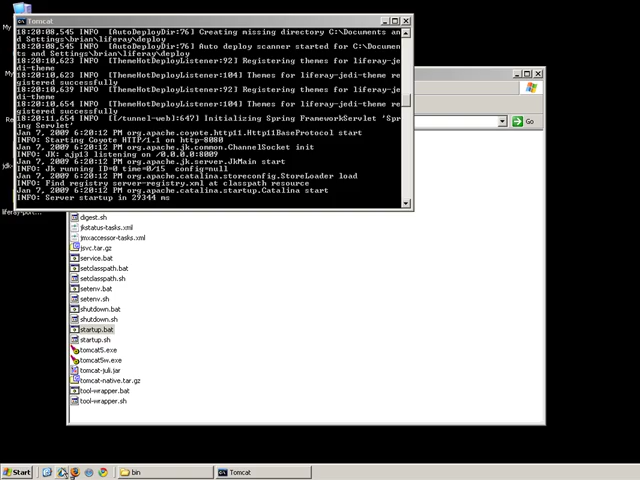 Tomcat
18:20:08,545 INFO  [AutoDeployDir:76] Creating missing directory C:\Document
s and Settings\brian\liferay\deploy
18:20:08,545 INFO  [AutoDeployDir:76] Auto deploy scanner started for C:\Docume
nts and Settings\brian\liferay\deploy
18:20:10,623 INFO  [ThemeHotDeployListener:92] Registering themes for liferay-j
edi-theme
18:20:10,623 INFO  [ThemeHotDeployListener:104] Themes for liferay-jedi-theme re
gistered successfully
18:20:10,639 INFO  [ThemeHotDeployListener:92] Registering themes for liferay-je
di-theme
18:20:10,639 INFO  [ThemeHotDeployListener:104] Themes for liferay-jedi-theme re
gistered successfully
18:20:11,654 INFO  [[/tunnel-web]:647] Initializing Spring FrameworkServlet 'Spr
ing Servlet'
Jan 7, 2009 6:20:12 PM org.apache.coyote.http11.Http11BaseProtocol start
INFO: Starting Coyote HTTP/1.1 on http-8080
Jan 7, 2009 6:20:12 PM org.apache.jk.common.ChannelSocket init
INFO: JK: ajp13 listening on /0.0.0.0:8009
Jan 7, 2009 6:20:12 PM org.apache.jk.server.JkMain start
INFO: Jk running ID=0 time=0/15  config=null
Jan 7, 2009 6:20:12 PM org.apache.catalina.storeconfig.StoreLoader load
INFO: Find registry server-registry.xml at classpath resource
Jan 7, 2009 6:20:12 PM org.apache.catalina.startup.Catalina start
INFO: Server startup in 29344 ms
Go
My
My
jdk-
liferay-port...
digest.sh
jkstatus-tasks.xml
jmxaccessor-tasks.xml
jsvc.tar.gz
service.bat
setclasspath.bat
setclasspath.sh
setenv.bat
setenv.sh
shutdown.bat
shutdown.sh
startup.bat
startup.sh
tomcat5.exe
tomcat5w.exe
tomcat-juli.jar
tomcat-native.tar.gz
tool-wrapper.bat
tool-wrapper.sh
Start
bin
Tomcat